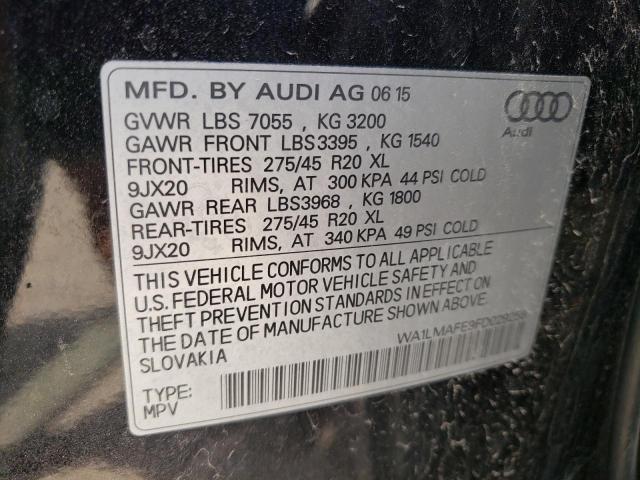 MFD. BY AUDI AG 06 15
GVWR LBS 7055 , KG 3200
GAWR FRONT LBS3395 , KG 1540
FRONT-TIRES 275/45 R20 XL
9JX20 RIMS, AT 300 KPA 44 PSI COLD
GAWR REAR LBS3968 , KG 1800
REAR-TIRES 275/45 R20 XL
9JX20 RIMS, AT 340 KPA 49 PSI COLD
THIS VEHICLE CONFORMS TO ALL APPLICABLE
U.S. FEDERAL MOTOR VEHICLE SAFETY AND
THEFT PREVENTION STANDARDS IN EFFECT ON
THE DATE OF MANUFACTURE SHOWN ABOVE.
SLOVAKIA
TYPE:
MPV
Audi